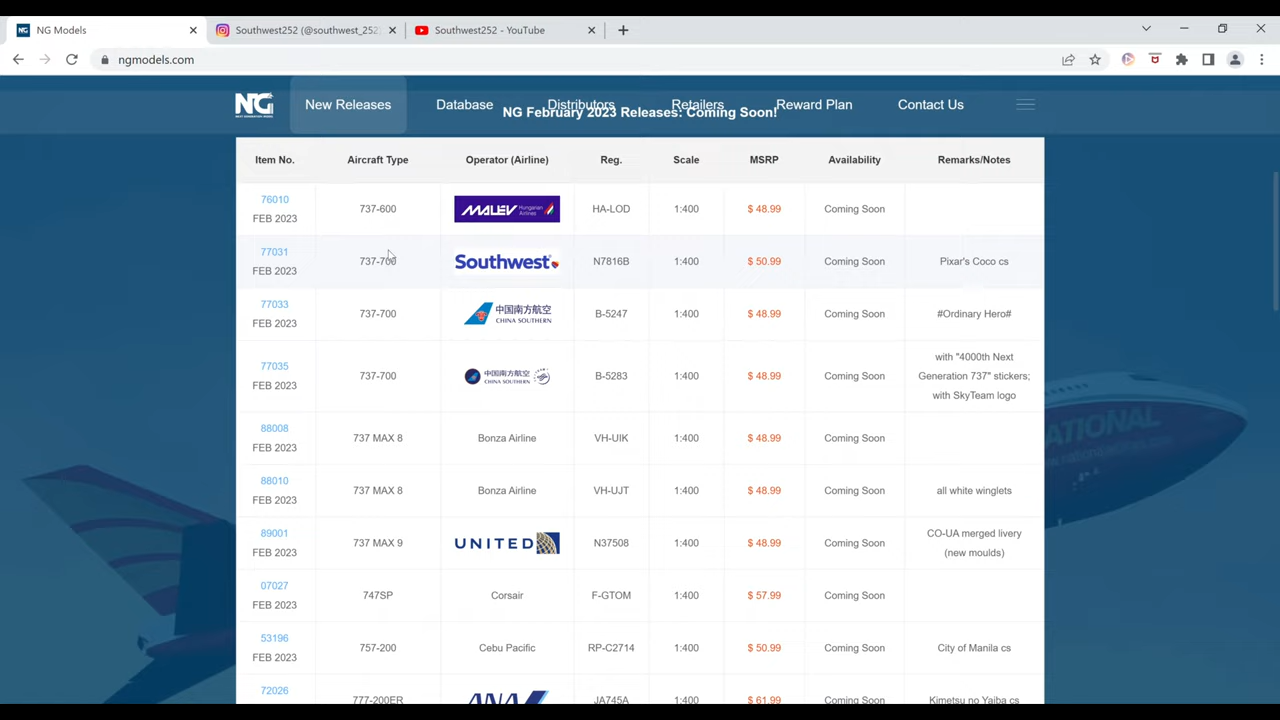 NG Models
Southwest252 (@southwest_252
Southwest252 - YouTube
ngmodels.com
NG
New Releases
Database
Distributors
Retailers
Reward Plan
Contact Us
NG February 2023 Releases: Coming Soon!
Item No. Aircraft Type Operator (Airline) Reg. Scale MSRP Availability Remarks/Notes
76010
FEB 2023
737-600 MALEV Hungarian Airlines HA-LOD 1:400 $ 48.99 Coming Soon
77031
FEB 2023
737-700 Southwest N7816B 1:400 $ 50.99 Coming Soon Pixar's Coco cs
77033
FEB 2023
737-700 中国南方航空 CHINA SOUTHERN B-5247 1:400 $ 48.99 Coming Soon #Ordinary Hero#
77035
FEB 2023
737-700 中国南方航空 CHINA SOUTHERN B-5283 1:400 $ 48.99 Coming Soon
with "4000th Next
Generation 737" stickers;
with SkyTeam logo
88008
FEB 2023
737 MAX 8 Bonza Airline VH-UIK 1:400 $ 48.99 Coming Soon
88010
FEB 2023
737 MAX 8 Bonza Airline VH-UJT 1:400 $ 48.99 Coming Soon all white winglets
89001
FEB 2023
737 MAX 9 UNITED N37508 1:400 $ 48.99 Coming Soon
CO-UA merged livery
(new moulds)
07027
FEB 2023
747SP Corsair F-GTOM 1:400 $ 57.99 Coming Soon
53196
FEB 2023
757-200 Cebu Pacific RP-C2714 1:400 $ 50.99 Coming Soon City of Manila cs
72026
777-200ER ANA JA745A 1:400 $ 61.99 Coming Soon Kimetsu no Yaiba cs
NATIONAL